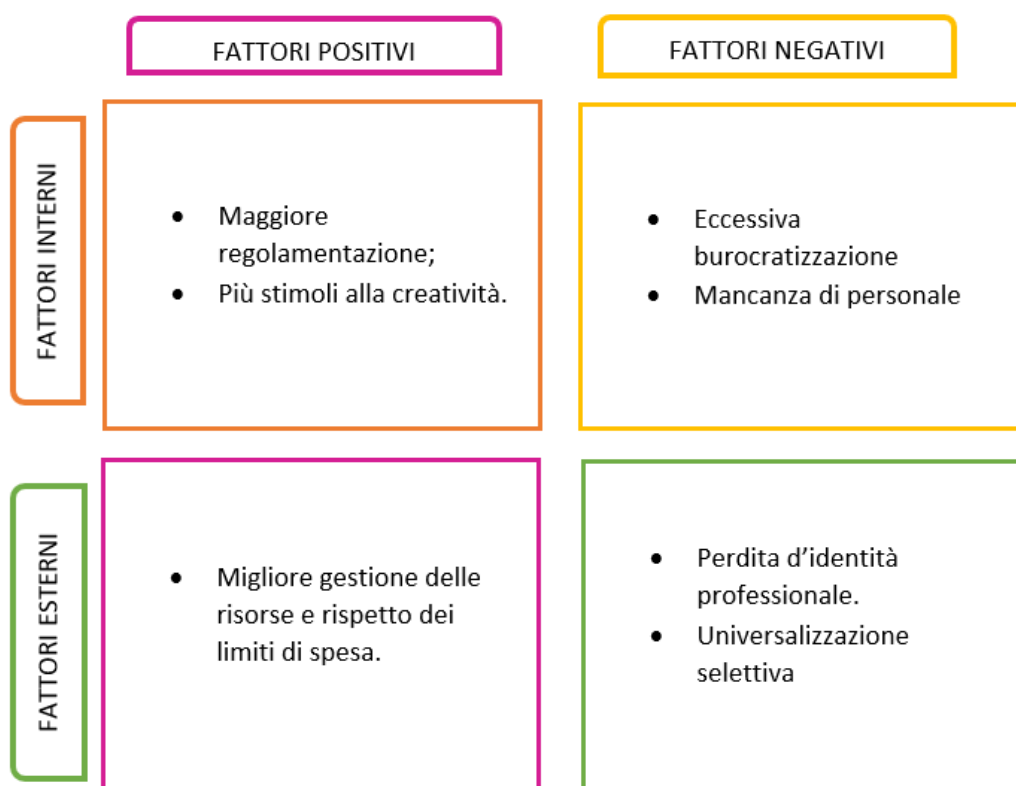 FATTORI POSITIVI
FATTORI NEGATIVI
FATTORI INTERNI
• Maggiore
regolamentazione;
• Più stimoli alla creatività.
• Eccessiva
burocratizzazione
• Mancanza di personale
FATTORI ESTERNI
• Migliore gestione delle
risorse e rispetto dei
limiti di spesa.
• Perdita d’identità
professionale.
• Universalizzazione
selettiva